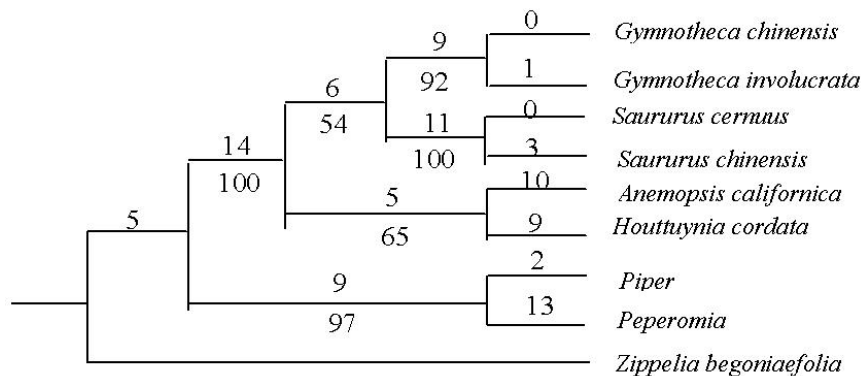 0
9
Gymnotheca chinensis
1
6
92
Gymnotheca involucrata
0
54
11
Saururus cernuus
14
3
100
Saururus chinensis
100
10
5
Anemopsis californica
5
9
65
Houttuynia cordata
2
9
Piper
13
97
Peperomia
Zippelia begoniaefolia